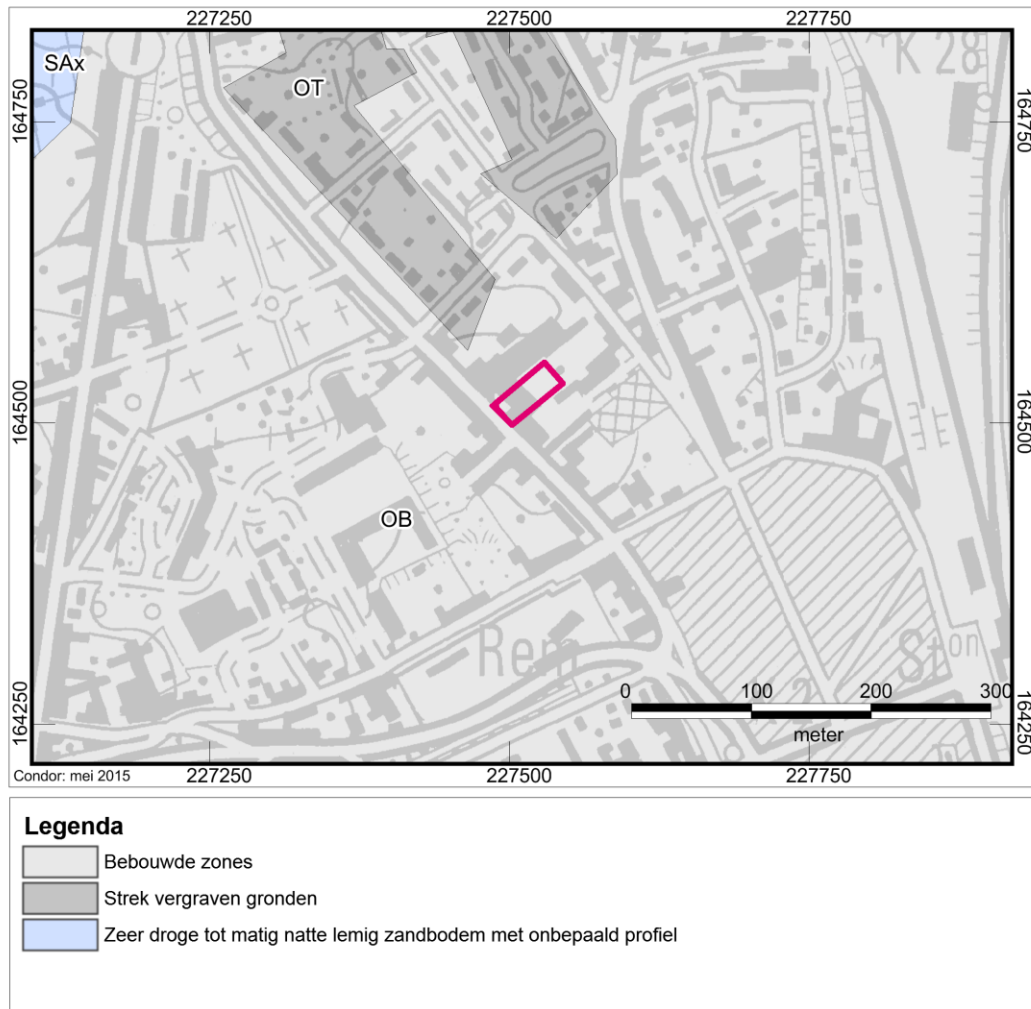 227250 227500 227750
SAx
OT
K 28
164750 164750
164500 164500
OB
Rem
Ston
0 100 200 300
meter
164250 164250
Condor: mei 2015
227250 227500 227750
Legenda
Bebouwde zones
Strek vergraven gronden
Zeer droge tot matig natte lemig zandbodem met onbepaald profiel